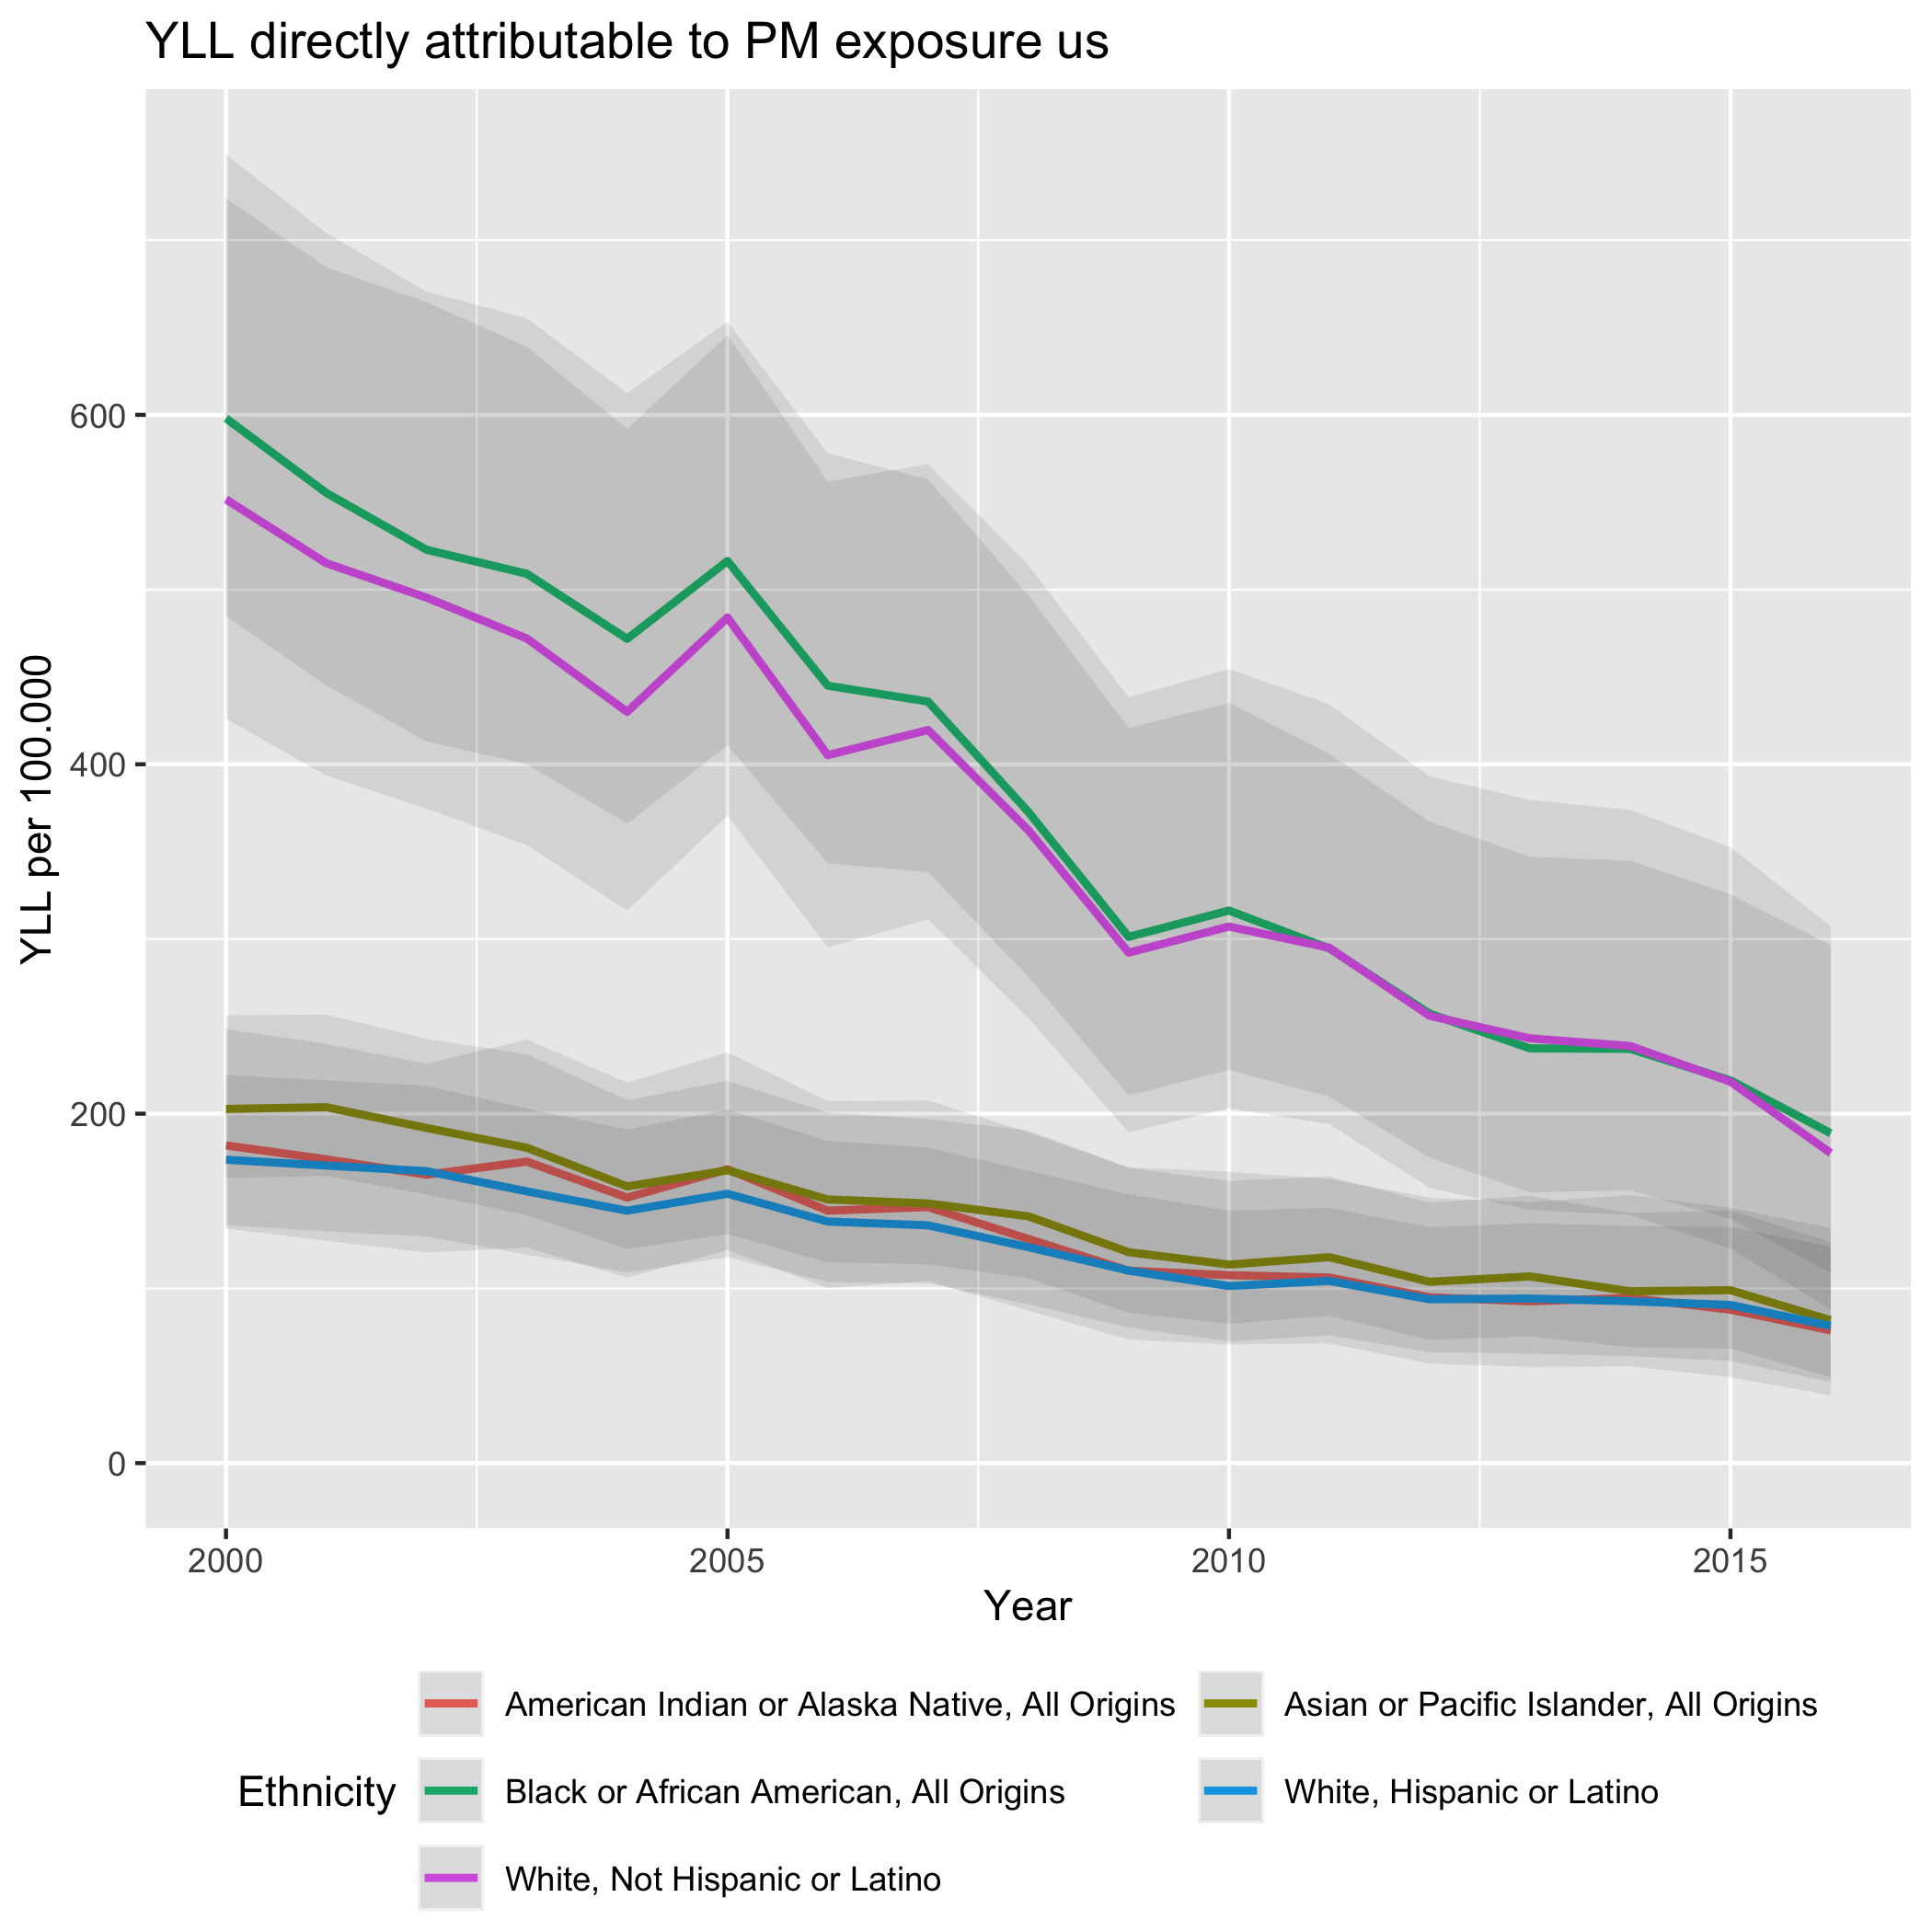 YLL directly attributable to PM exposure us
YLL per 100.000
600
400
200
0
2000 2005 2010 2015
Year
Ethnicity
American Indian or Alaska Native, All Origins
Asian or Pacific Islander, All Origins
Black or African American, All Origins
White, Hispanic or Latino
White, Not Hispanic or Latino